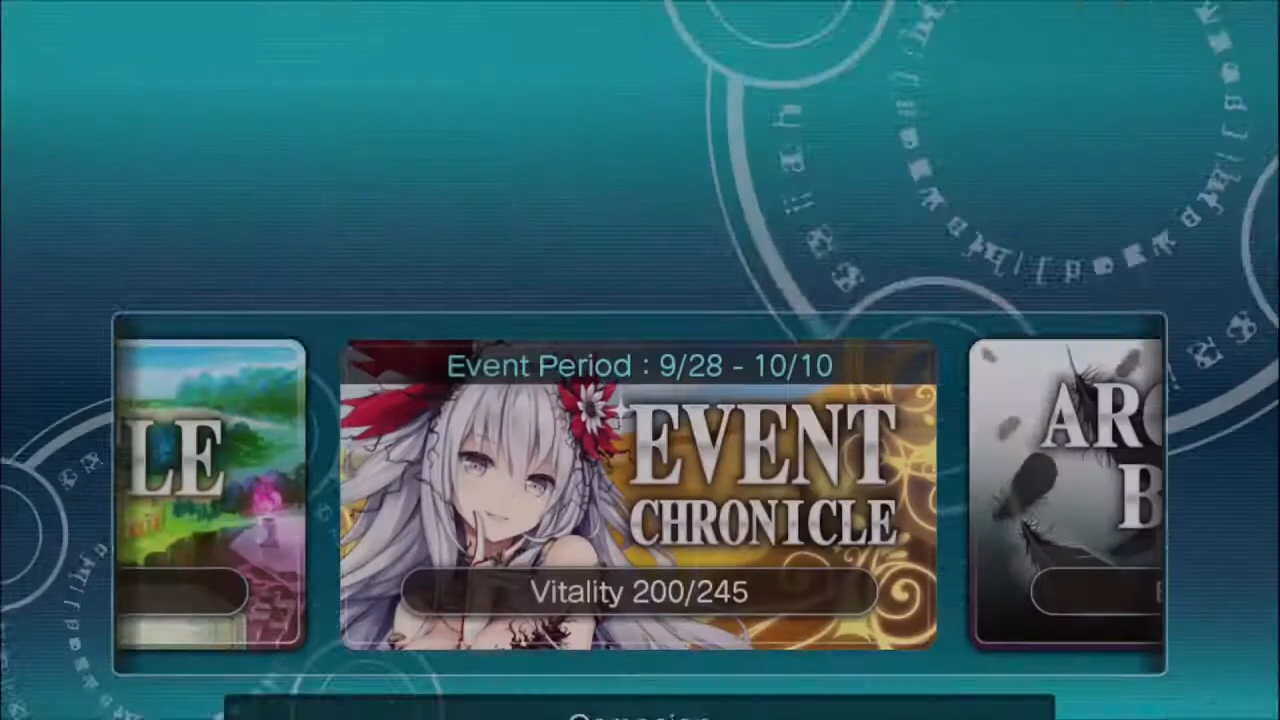 Event Period : 9/28 - 10/10
LE
EVENT
CHRONICLE
Vitality 200/245
AR
B